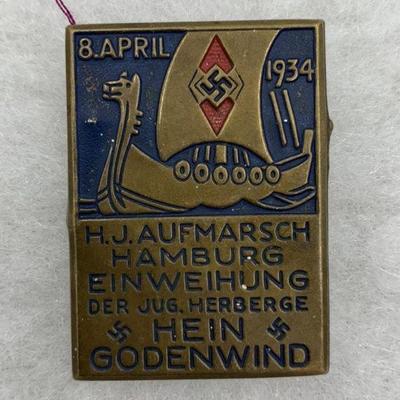 8. APRIL 1934
H.J. AUFMARSCH
HAMBURG
EINWEIHUNG
DER JUG. HERBERGE
HEIN
GODENWIND